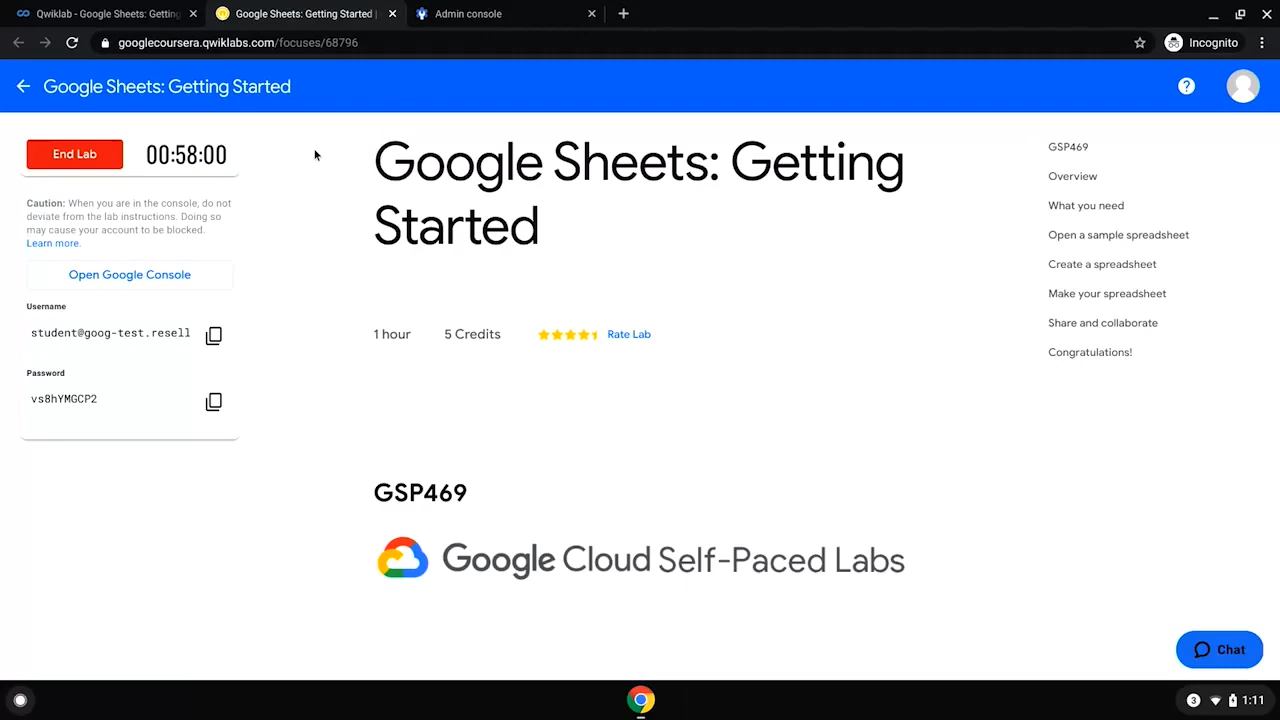 Qwiklab - Google Sheets: Getting
Google Sheets: Getting Started |
Admin console
googlecoursera.qwiklabs.com/focuses/68796
Incognito
Google Sheets: Getting Started
?
End Lab
00:58:00
Caution: When you are in the console, do not
deviate from the lab instructions. Doing so
may cause your account to be blocked.
Learn more.
Open Google Console
Username
student@goog-test.resell
Password
vs8hYMGCP2
Google Sheets: Getting
Started
1 hour
5 Credits
Rate Lab
GSP469
Google Cloud Self-Paced Labs
GSP469
Overview
What you need
Open a sample spreadsheet
Create a spreadsheet
Make your spreadsheet
Share and collaborate
Congratulations!
Chat
3
1:11